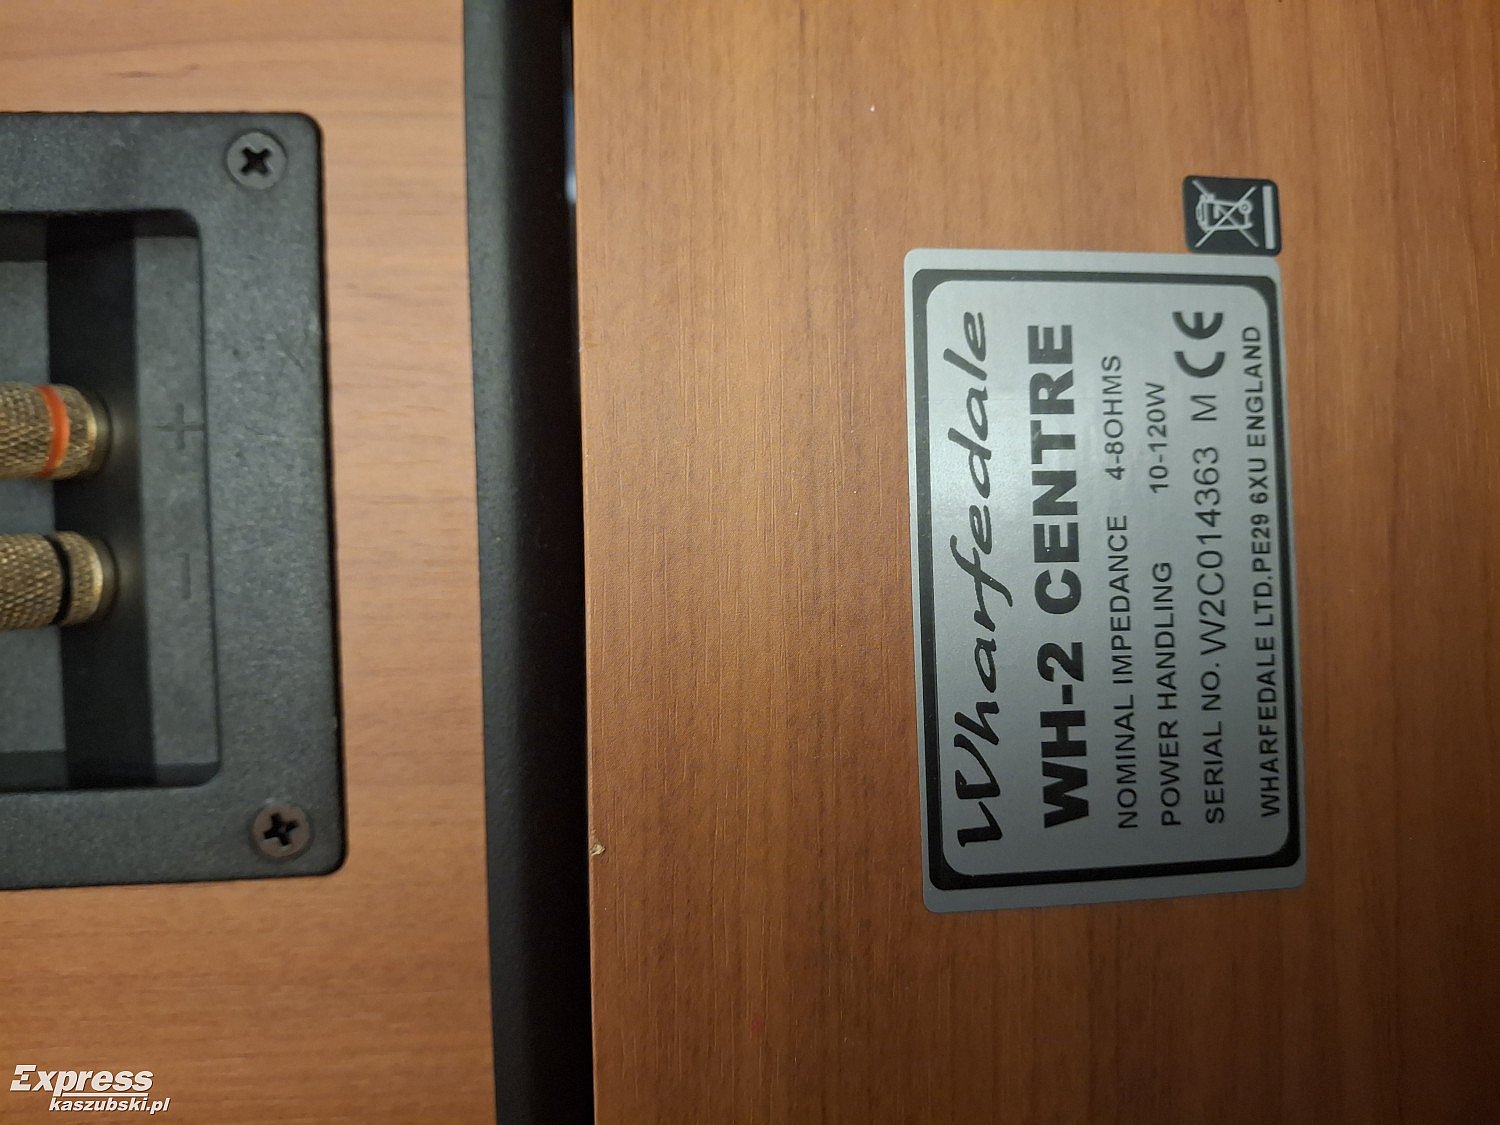 Wharfedale
WH-2 CENTRE
NOMINAL IMPEDANCE 4-8OHMS
POWER HANDLING 10-120W
SERIAL NO. W2C014363 M CE
WHARFEDALE LTD.PE29 6XU ENGLAND
+
-
Express
kaszubski.pl